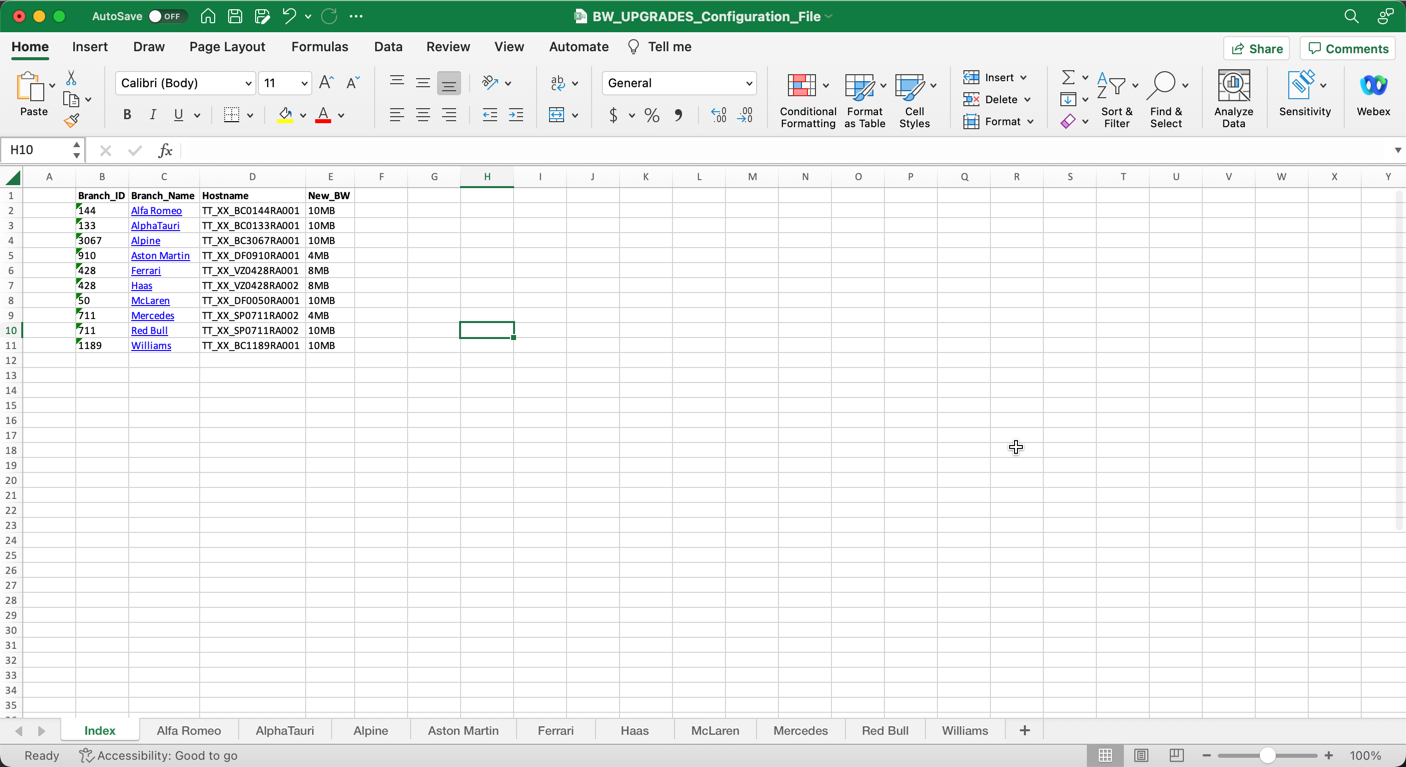 AutoSave OFF BW_UPGRADES_Configuration_File
Home Insert Draw Page Layout Formulas Data Review View Automate Tell me Share Comments
Paste Calibri (Body) 11 A A General Conditional Formatting Format as Table Cell Styles Insert Delete Format Sort & Filter Find & Select Analyze Data Sensitivity Webex
B I U A ab $ % 9 .0 .00 .00 .0
H10 fx
A B C D E F G H I J K L M N O P Q R S T U V W X Y
1 Branch_ID Branch_Name Hostname New_BW
2 144 Alfa Romeo TT_XX_BC0144RA001 10MB
3 133 AlphaTauri TT_XX_BC0133RA001 10MB
4 3067 Alpine TT_XX_BC3067RA001 10MB
5 910 Aston Martin TT_XX_DF0910RA001 4MB
6 428 Ferrari TT_XX_VZ0428RA001 8MB
7 428 Haas TT_XX_VZ0428RA002 8MB
8 50 McLaren TT_XX_DF0050RA001 10MB
9 711 Mercedes TT_XX_SP0711RA002 4MB
10 711 Red Bull TT_XX_SP0711RA002 10MB
11 1189 Williams TT_XX_BC1189RA001 10MB
12
13
14
15
16
17
18
19
20
21
22
23
24
25
26
27
28
29
30
31
32
33
34
35
Index Alfa Romeo AlphaTauri Alpine Aston Martin Ferrari Haas McLaren Mercedes Red Bull Williams +
Ready Accessibility: Good to go 100%